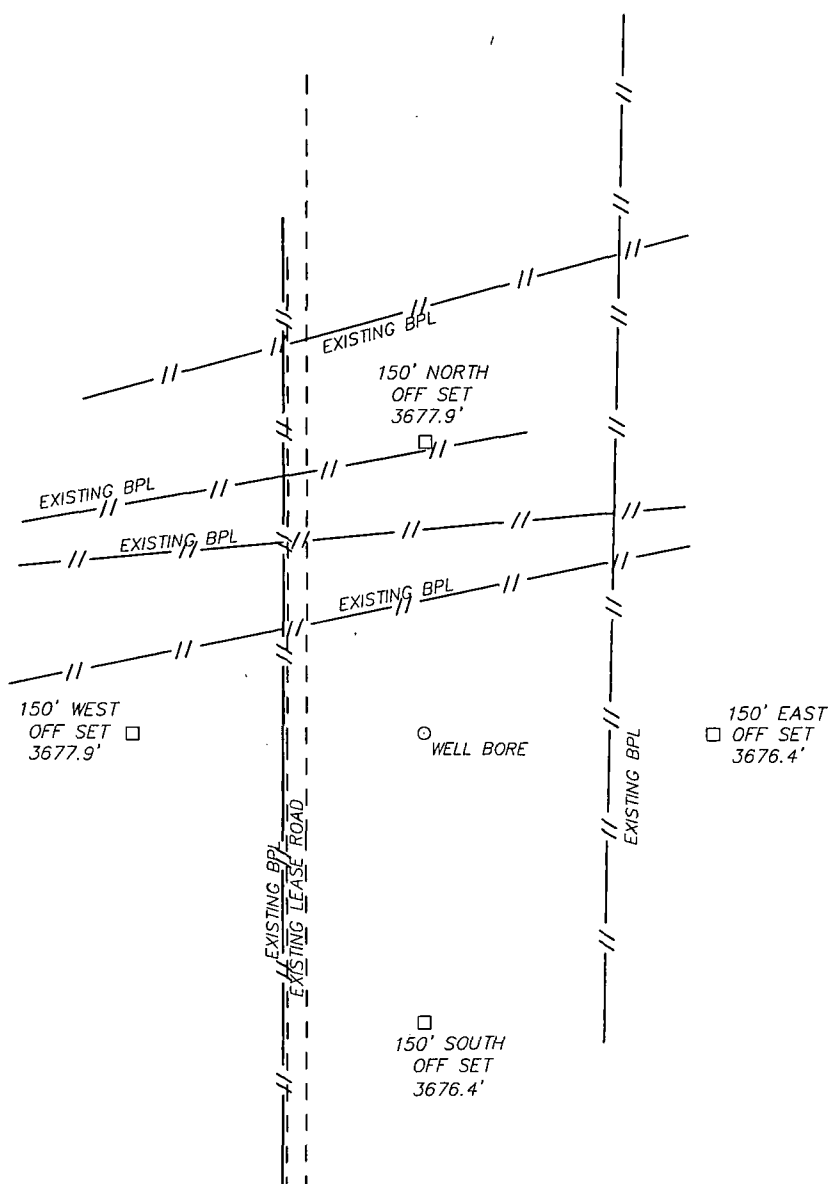 EXISTING BPL
150' NORTH
OFF SET
3677.9'
EXISTING BPL
EXISTING BPL
EXISTING BPL
150' WEST
OFF SET
3677.9'
WELL BORE
150' EAST
OFF SET
3676.4'
EXISTING BPL
EXISTING BPL
EXISTING LEASE ROAD
150' SOUTH
OFF SET
3676.4'